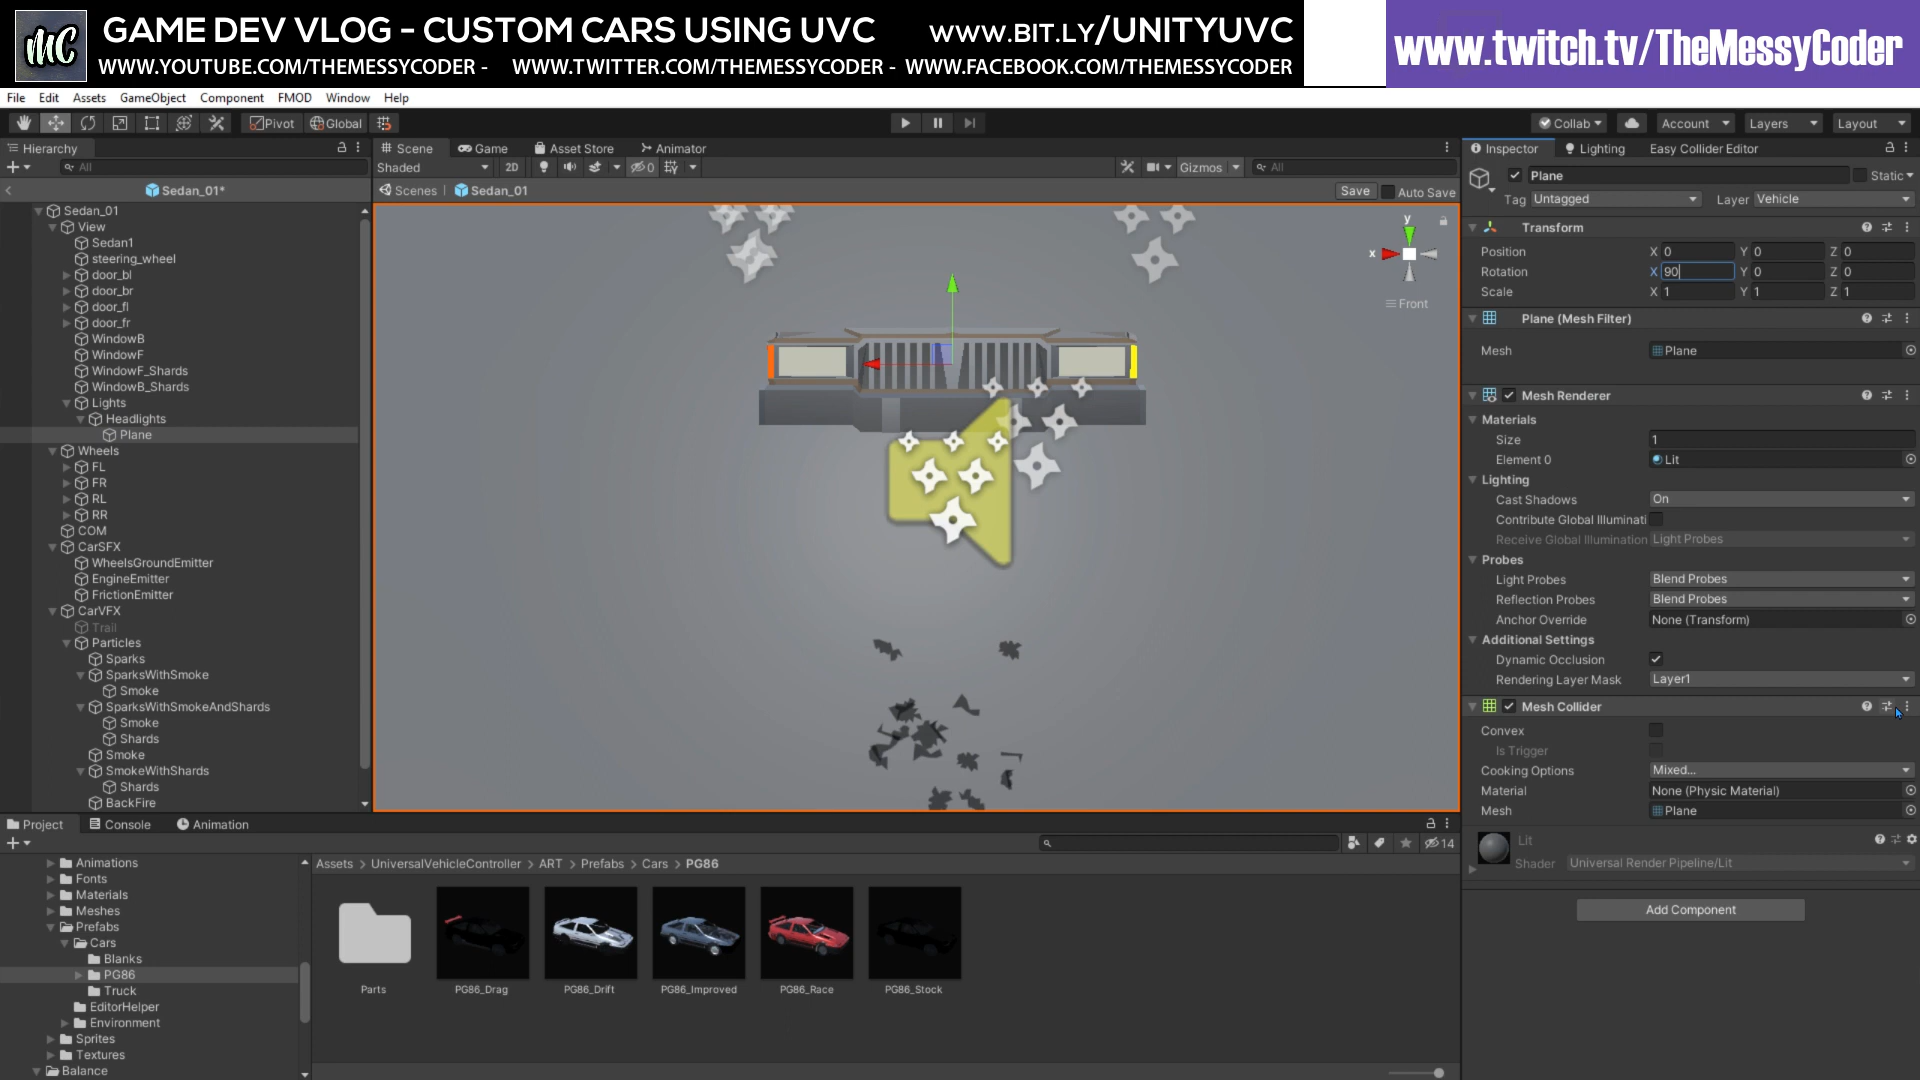 MC
GAME DEV VLOG - CUSTOM CARS USING UVC WWW.BIT.LY/UNITYUVC
WWW.YOUTUBE.COM/THEMESSYCODER - WWW.TWITTER.COM/THEMESSYCODER - WWW.FACEBOOK.COM/THEMESSYCODER
www.twitch.tv/TheMessyCoder
File Edit Assets GameObject Component FMOD Window Help
Pivot Global Collab Account Layers Layout
Hierarchy
All
Sedan_01*
Sedan_01
View
Sedan1
steering_wheel
door_bl
door_br
door_fl
door_fr
WindowB
WindowF
WindowF_Shards
WindowB_Shards
Lights
Headlights
Plane
Wheels
FL
FR
RL
RR
COM
CarSFX
WheelsGroundEmitter
EngineEmitter
FrictionEmitter
CarVFX
Trail
Particles
Sparks
SparksWithSmoke
Smoke
SparksWithSmokeAndShards
Smoke
Shards
Smoke
SmokeWithShards
Shards
BackFire
Scene Game Asset Store Animator
Shaded 2D 0 Gizmos All
Scenes Sedan_01 Save Auto Save
y
x
Front
Inspector Lighting Easy Collider Editor
Plane Static
Tag Untagged Layer Vehicle
Transform
Position X 0 Y 0 Z 0
Rotation X 90 Y 0 Z 0
Scale X 1 Y 1 Z 1
Plane (Mesh Filter)
Mesh Plane
Mesh Renderer
Materials
Size 1
Element 0 Lit
Lighting
Cast Shadows On
Contribute Global Illuminati
Receive Global Illumination Light Probes
Probes
Light Probes Blend Probes
Reflection Probes Blend Probes
Anchor Override None (Transform)
Additional Settings
Dynamic Occlusion
Rendering Layer Mask Layer1
Mesh Collider
Convex
Is Trigger
Cooking Options Mixed...
Material None (Physic Material)
Mesh Plane
Lit
Shader Universal Render Pipeline/Lit
Add Component
Project Console Animation
14
Animations
Fonts
Materials
Meshes
Prefabs
Cars
Blanks
PG86
Truck
EditorHelper
Environment
Sprites
Textures
Balance
Assets > UniversalVehicleController > ART > Prefabs > Cars > PG86
Parts PG86_Drag PG86_Drift PG86_Improved PG86_Race PG86_Stock